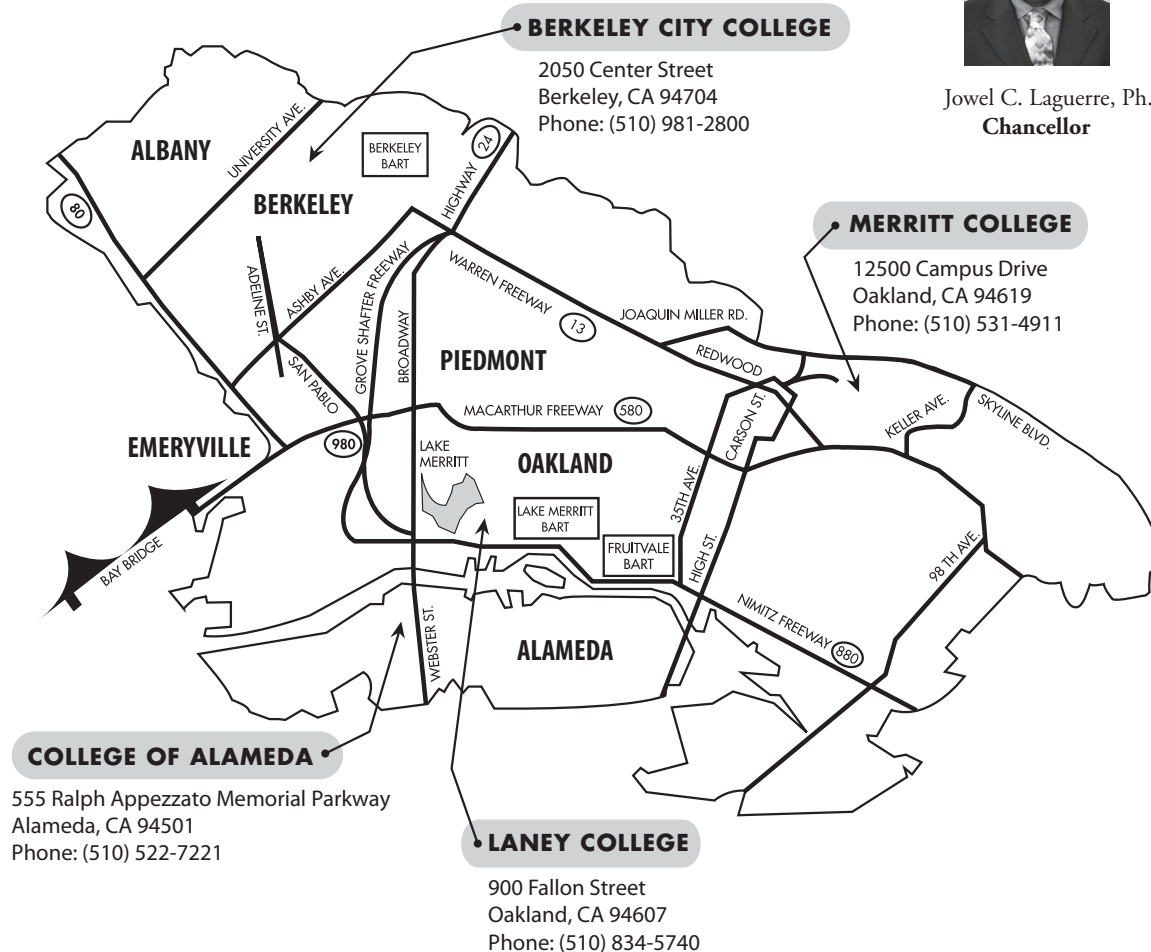 BERKELEY CITY COLLEGE
2050 Center Street
Berkeley, CA 94704
Phone: (510) 981-2800
Jowel C. Laguerre, Ph.
Chancellor
MERRITT COLLEGE
12500 Campus Drive
Oakland, CA 94619
Phone: (510) 531-4911
ALBANY
UNIVERSITY AVE.
BERKELEY
BART
HIGHWAY
24
80
BERKELEY
ADELINE ST.
ASHBY AVE.
GROVE SHAFTER FREEWAY
BROADWAY
WARREN FREEWAY
13
JOAQUIN MILLER RD.
REDWOOD
SAN PABLO
PIEDMONT
MACARTHUR FREEWAY
580
CARSON ST.
KELLER AVE.
SKYLINE BLVD.
EMERYVILLE
980
LAKE
MERRITT
OAKLAND
35TH AVE.
LAKE MERRITT
BART
FRUITVALE
BART
HIGH ST.
98 TH AVE.
BAY BRIDGE
NIMITZ FREEWAY
880
WEBSTER ST.
ALAMEDA
COLLEGE OF ALAMEDA
555 Ralph Appezzato Memorial Parkway
Alameda, CA 94501
Phone: (510) 522-7221
LANEY COLLEGE
900 Fallon Street
Oakland, CA 94607
Phone: (510) 834-5740